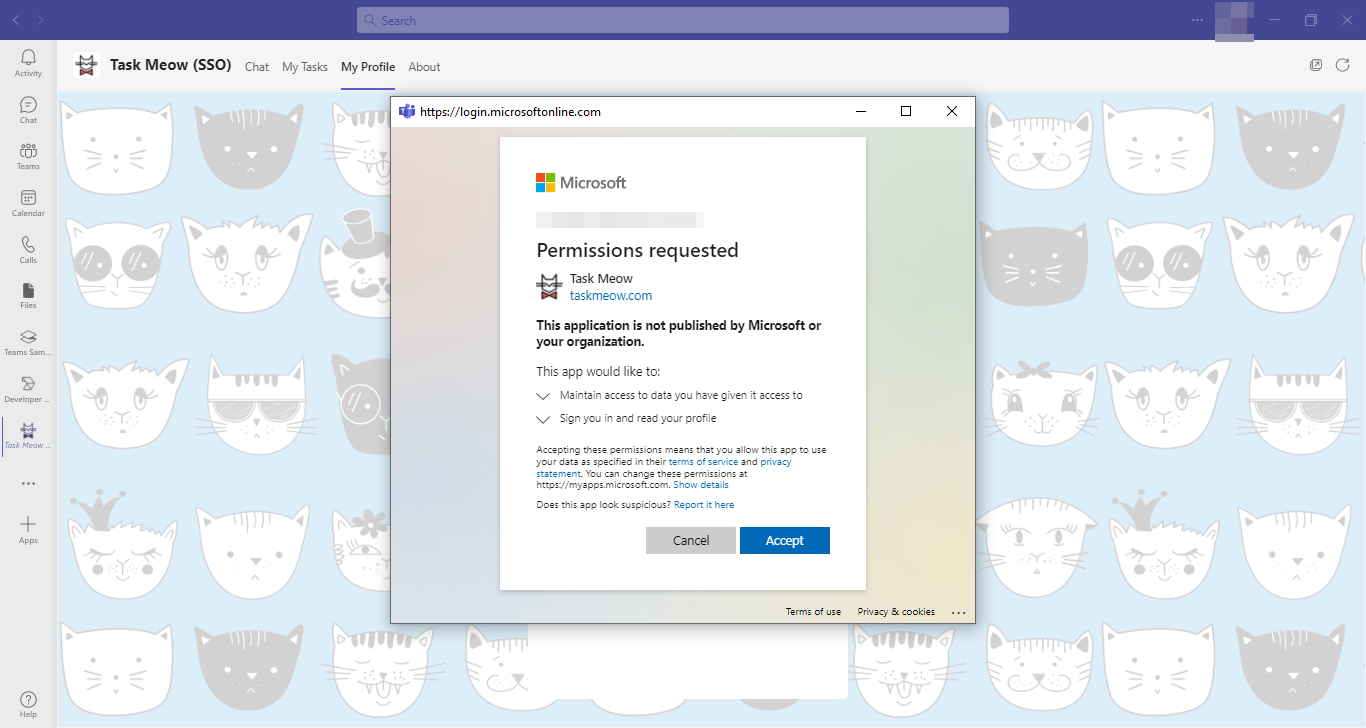 Search
Activity
Chat
Teams
Calendar
Calls
Files
Teams Sam...
Developer ...
Task Meow ...
Apps
Help
Task Meow (SSO)
Chat
My Tasks
My Profile
About
https://login.microsoftonline.com
Microsoft
Permissions requested
Task Meow
taskmeow.com
This application is not published by Microsoft or
your organization.
This app would like to:
Maintain access to data you have given it access to
Sign you in and read your profile
Accepting these permissions means that you allow this app to use
your data as specified in their terms of service and privacy
statement. You can change these permissions at
https://myapps.microsoft.com. Show details
Does this app look suspicious? Report it here
Cancel
Accept
Terms of use
Privacy & cookies